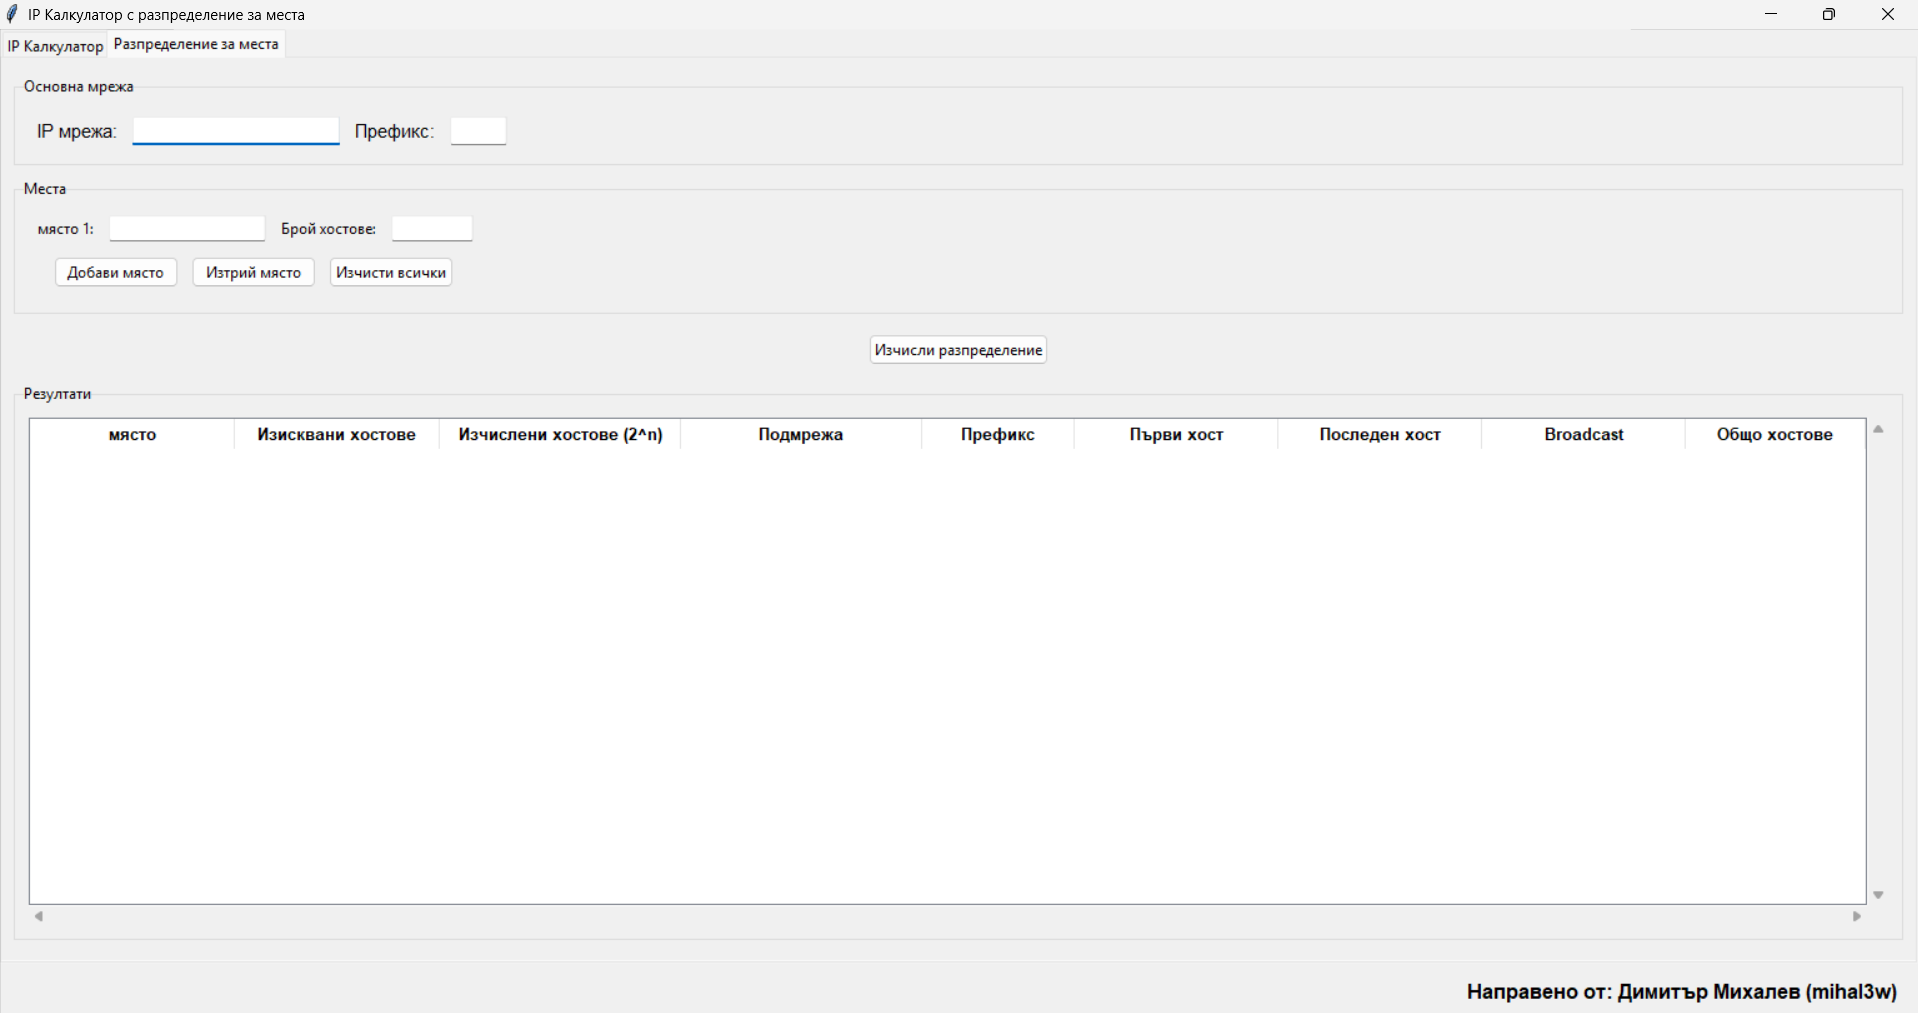 IP Калкулатор с разпределение за места
IP Калкулатор Разпределение за места
Основна мрежа
IP мрежа: Префикс:
Места
място 1: Брой хостове:
Добави място Изтрий място Изчисти всички
Изчисли разпределение
Резултати
място Изисквани хостове Изчислени хостове (2^n) Подмрежа Префикс Първи хост Последен хост Broadcast Общо хостове
Направено от: Димитър Михалев (mihal3w)